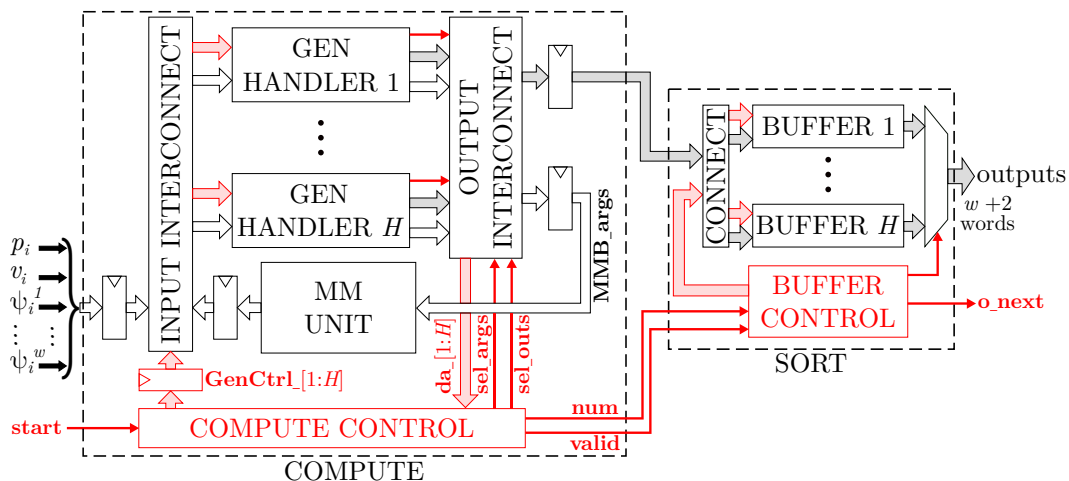 GEN
HANDLER 1
GEN
HANDLER H
INPUT INTERCONNECT
OUTPUT
INTERCONNECT
MM
UNIT
MMB_args
p_i
v_i
ψ_i^1
⋮ ⋮
ψ_i^w
GenCtrl_[1:H]
da_[1:H]
sel_args
sel_outs
start
COMPUTE CONTROL
num
valid
COMPUTE
CONNECT
BUFFER 1
BUFFER H
BUFFER
CONTROL
SORT
outputs
w +2
words
o_next